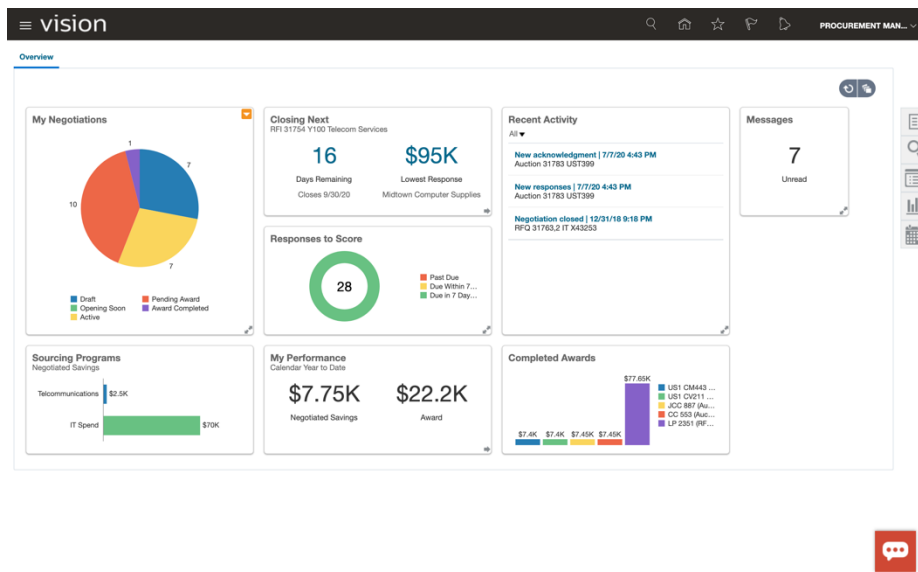 vision
PROCUREMENT MAN...
Overview
My Negotiations
1
7
10
7
Draft
Pending Award
Opening Soon
Award Completed
Active
Closing Next
RFI 31754 Y100 Telecom Services
16
$95K
Days Remaining
Lowest Response
Closes 9/30/20
Midtown Computer Supplies
Responses to Score
28
Past Due
Due Within 7...
Due in 7 Day...
Recent Activity
All
New acknowledgment | 7/7/20 4:43 PM
Auction 31783 UST399
New responses | 7/7/20 4:43 PM
Auction 31783 UST399
Negotiation closed | 12/31/18 9:18 PM
RFQ 31763,2 IT X43253
Messages
7
Unread
Sourcing Programs
Negotiated Savings
Telecommunications
$2.5K
IT Spend
$70K
My Performance
Calendar Year to Date
$7.75K
$22.2K
Negotiated Savings
Award
Completed Awards
$77.65K
$7.4K
$7.4K
$7.45K
$7.45K
US1 CM443 ...
US1 CV211 ...
JCC 887 (Au...
CC 553 (Auc...
LP 2351 (RF...